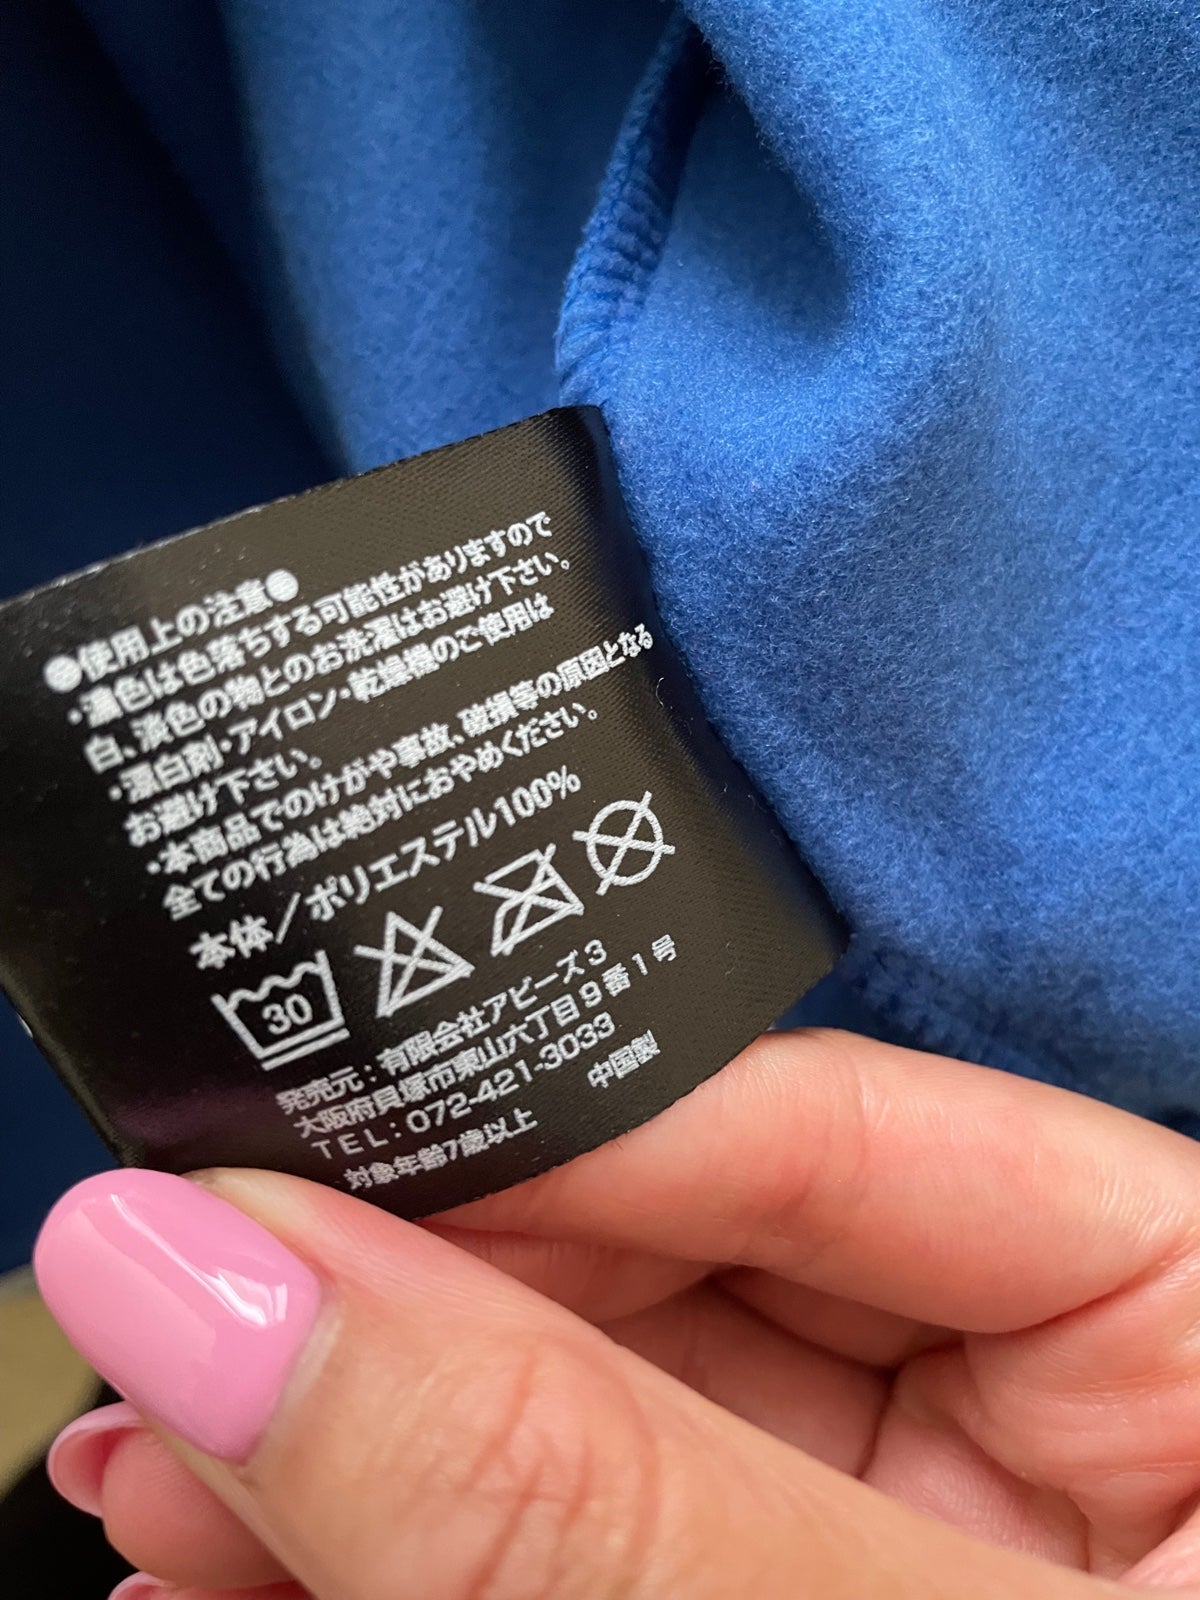 ●使用上の注意●
・濃色は色落ちする可能性がありますので
白、淡色の物とのお洗濯はお避け下さい。
・漂白剤・アイロン・乾燥機のご使用は
お避け下さい。
・本商品でのけがや事故、破損等の原因となる
全ての行為は絶対におやめください。
本体／ポリエステル100%
30
発売元：有限会社アビーズ3
大阪府貝塚市東山六丁目9番1号
TEL：072-421-3033
中国製
対象年齢7歳以上